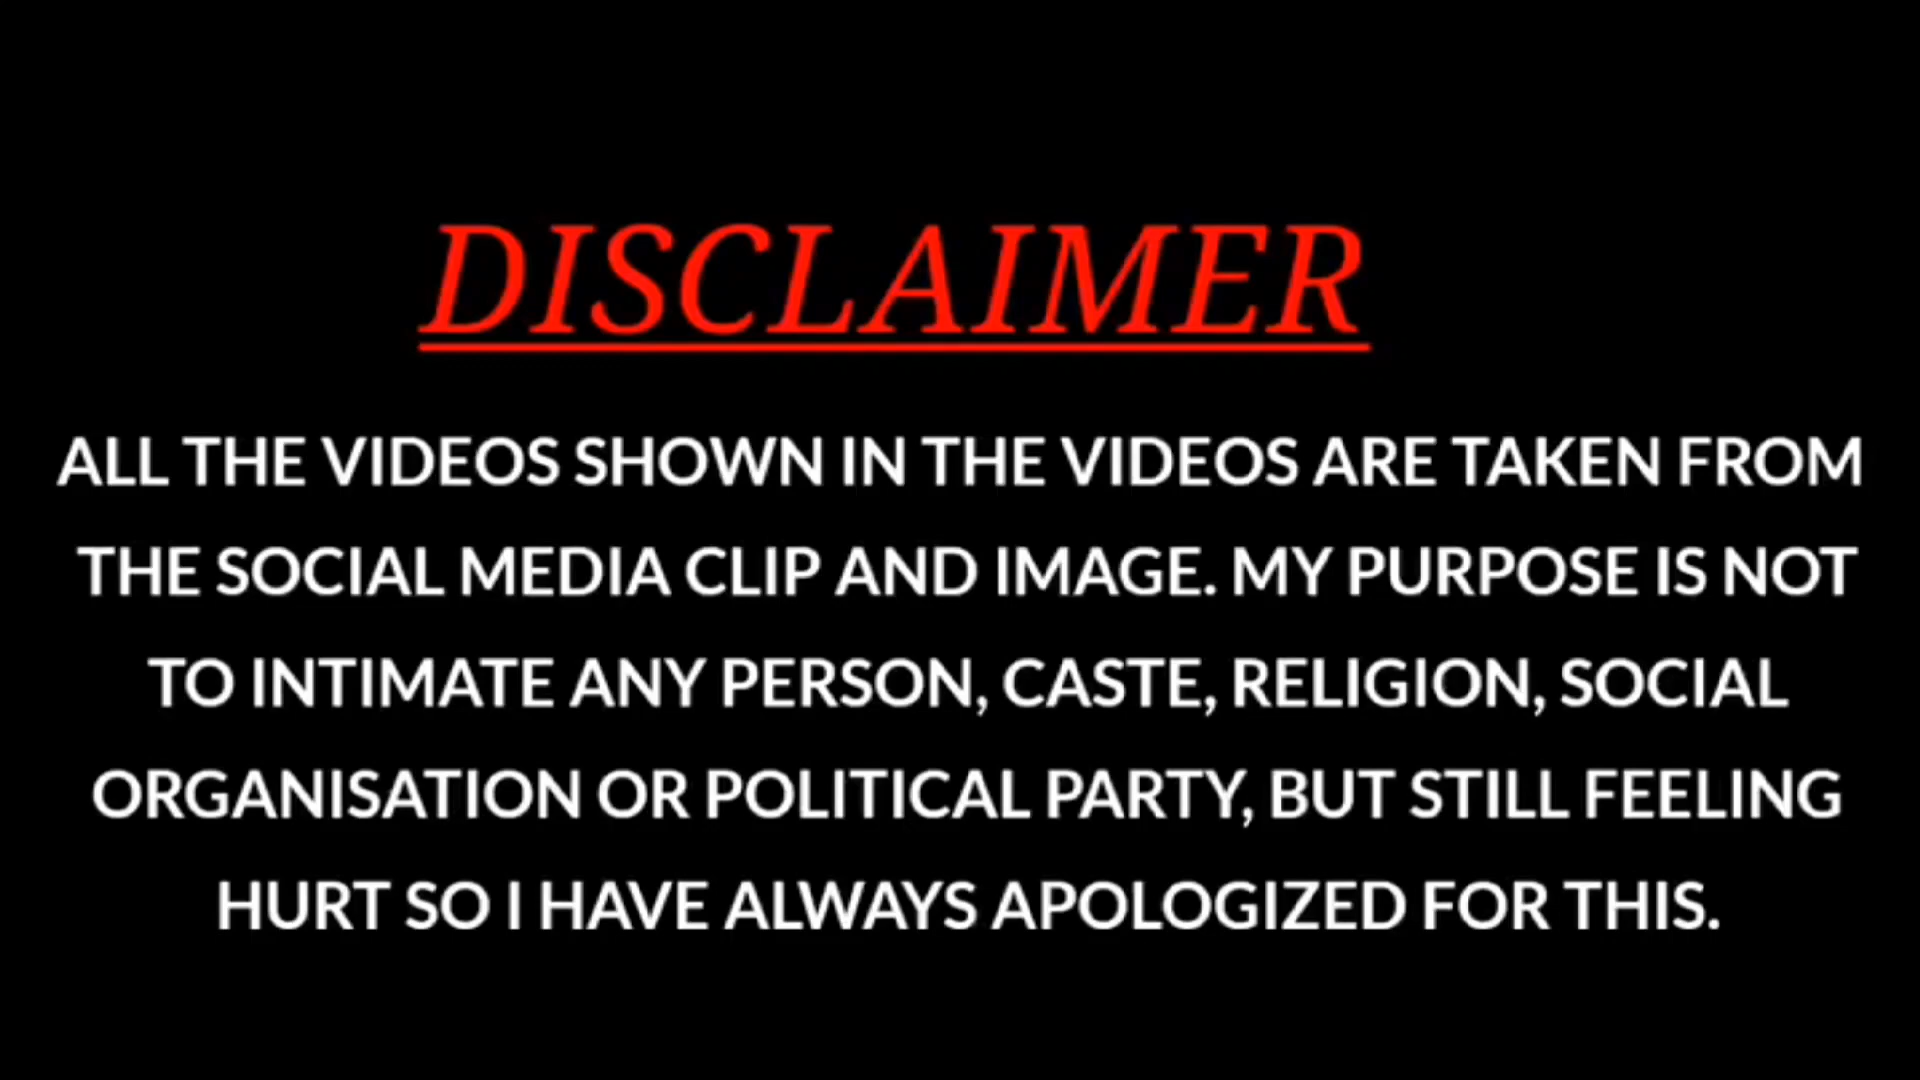 DISCLAIMER
ALL THE VIDEOS SHOWN IN THE VIDEOS ARE TAKEN FROM
THE SOCIAL MEDIA CLIP AND IMAGE. MY PURPOSE IS NOT
TO INTIMATE ANY PERSON, CASTE, RELIGION, SOCIAL
ORGANISATION OR POLITICAL PARTY, BUT STILL FEELING
HURT SO I HAVE ALWAYS APOLOGIZED FOR THIS.